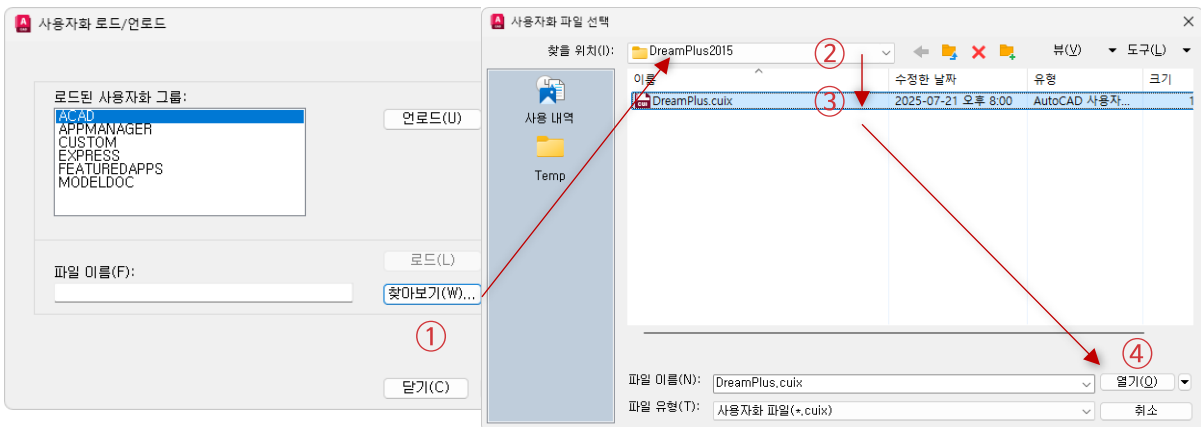 사용자화 로드/언로드
로드된 사용자화 그룹:
ACAD
APPMANAGER
CUSTOM
EXPRESS
FEATUREDAPPS
MODELDOC
언로드(U)
로드(L)
파일 이름(F):
찾아보기(W)...
①
닫기(C)
사용자화 파일 선택
찾을 위치(I):
DreamPlus2015
②
뷰(V)
도구(L)
사용 내역
Temp
이름
수정한 날짜
유형
크기
DreamPlus.cuix
③
2025-07-21 오후 8:00
AutoCAD 사용자...
1
④
파일 이름(N):
DreamPlus.cuix
열기(O)
파일 유형(T):
사용자화 파일(*.cuix)
취소